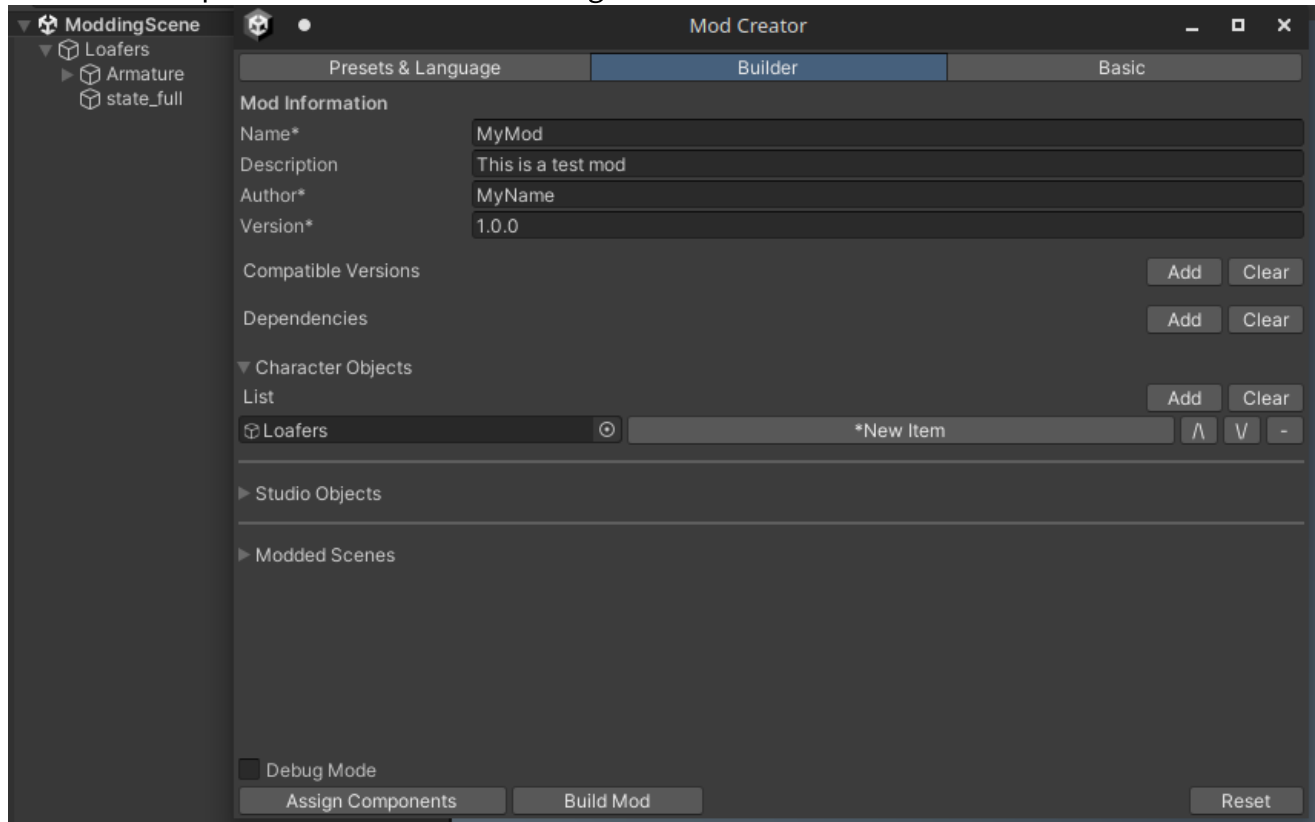 ModdingScene
Loafers
Armature
state_full
Mod Creator
Presets & Language
Builder
Basic
Mod Information
Name* MyMod
Description This is a test mod
Author* MyName
Version* 1.0.0
Compatible Versions Add Clear
Dependencies Add Clear
Character Objects
List Add Clear
Loafers *New Item /\ \/ -
Studio Objects
Modded Scenes
Debug Mode
Assign Components Build Mod Reset